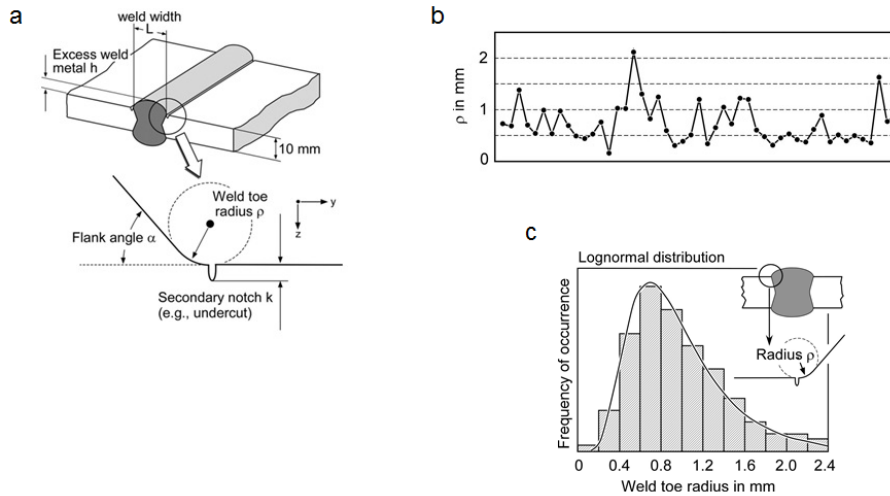 a
weld width
L
Excess weld
metal h
10 mm
Weld toe
radius ρ
y
z
Flank angle α
Secondary notch k
(e.g., undercut)
b
ρ in mm
2
1
0
c
Lognormal distribution
Frequency of occurrence
Radius ρ
0 0.4 0.8 1.2 1.6 2.0 2.4
Weld toe radius in mm